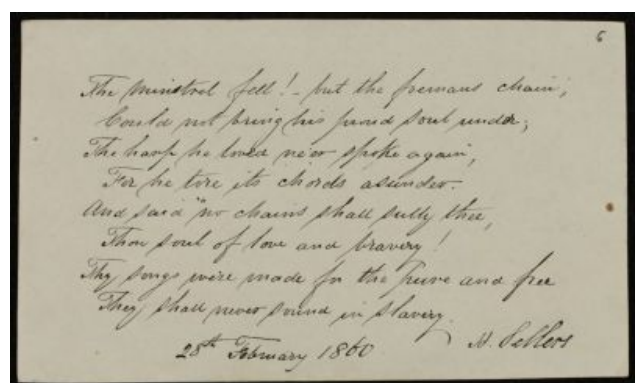 6
The Minstrel fell! - but the foemans chain,
Could not bring his proud soul under;
The harp he loved ne'er spoke again,
For he tore its chords asunder.
And said "no chains shall sully thee,
Thou soul of love and bravery!
Thy songs were made for the pure and free
They shall never sound in slavery.
28th February 1860 H. Sellers